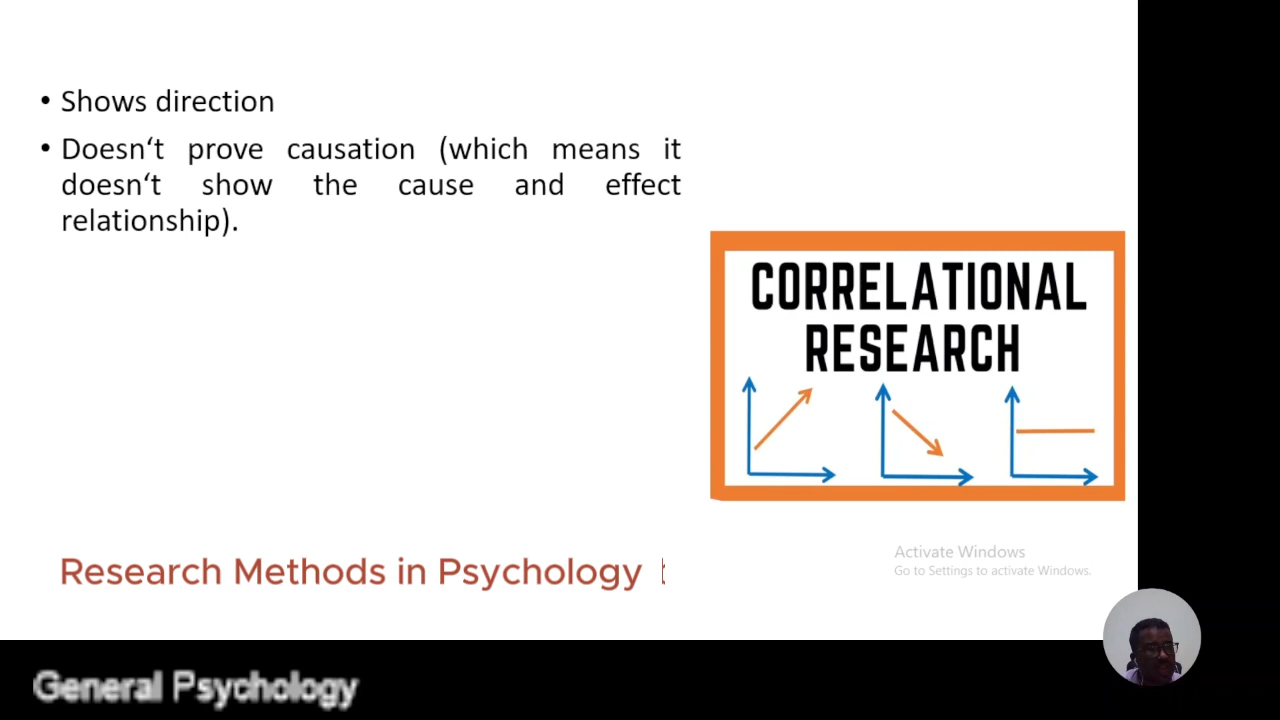 • Shows direction
• Doesn‘t prove causation (which means it
doesn‘t show the cause and effect
relationship).
CORRELATIONAL
RESEARCH
Activate Windows
Go to Settings to activate Windows.
Research Methods in Psychology
General Psychology